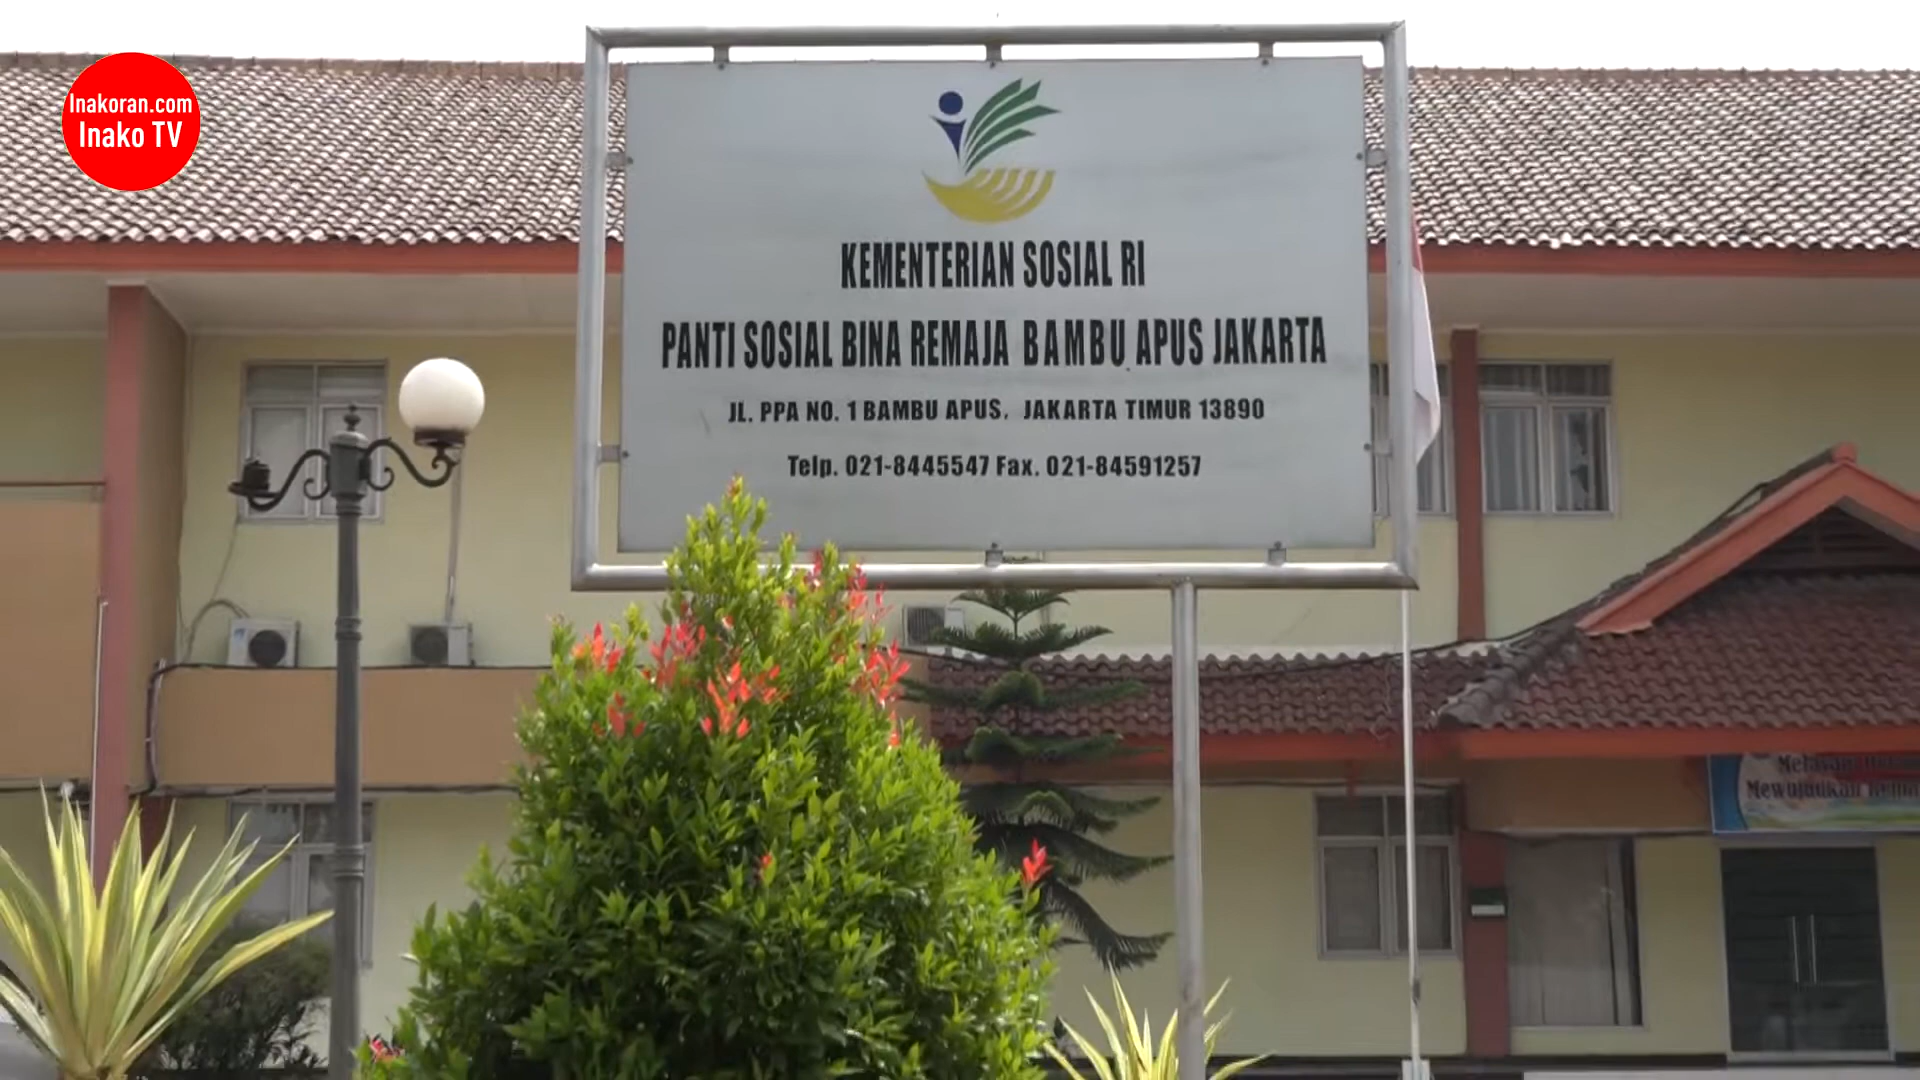 Inakoran.com
Inako TV
KEMENTERIAN SOSIAL RI
PANTI SOSIAL BINA REMAJA BAMBU APUS JAKARTA
JL. PPA NO. 1 BAMBU APUS, JAKARTA TIMUR 13890
Telp. 021-8445547 Fax. 021-84591257
Mewujudkan